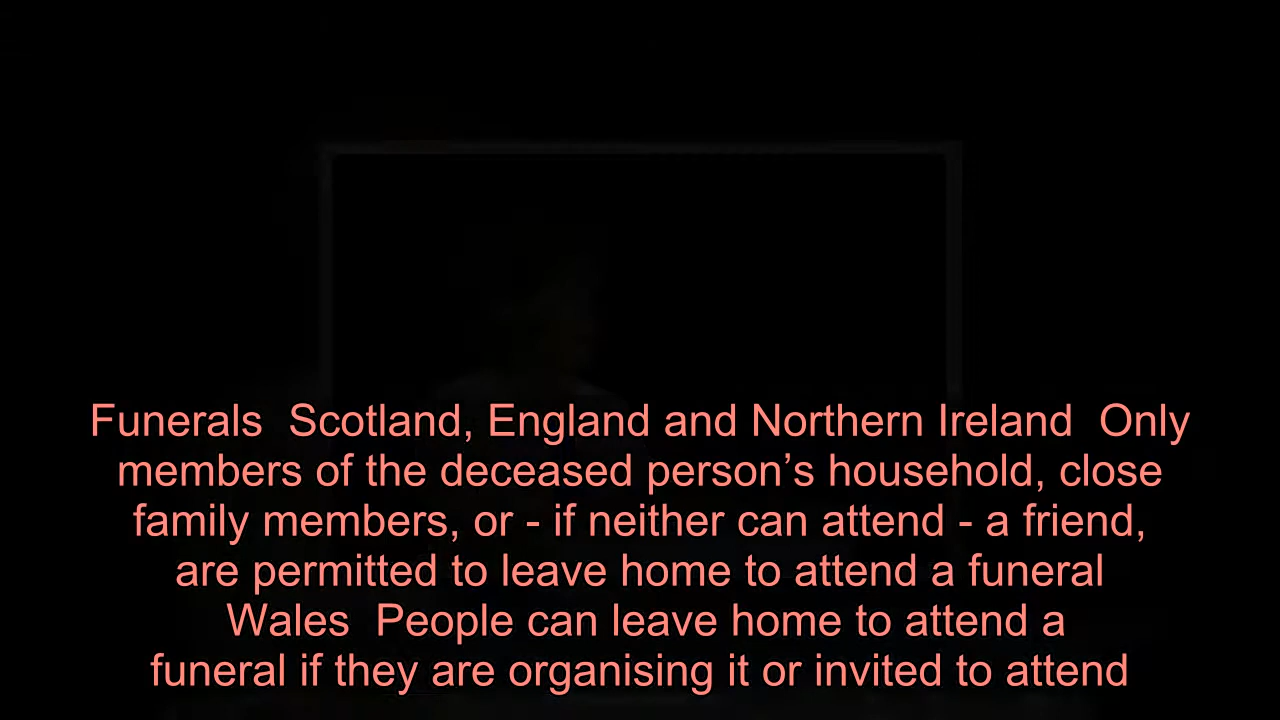 Funerals  Scotland, England and Northern Ireland  Only
members of the deceased person’s household, close
family members, or - if neither can attend - a friend,
are permitted to leave home to attend a funeral
Wales  People can leave home to attend a
funeral if they are organising it or invited to attend